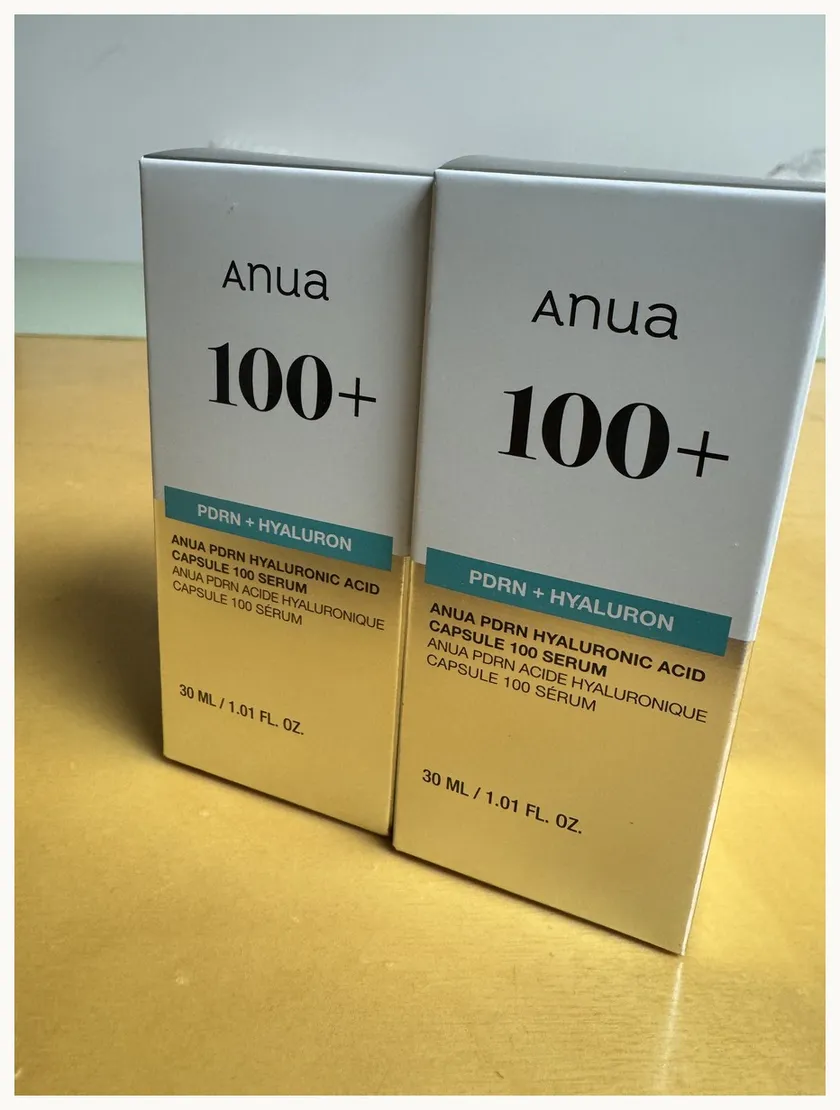 Anua
100+
PDRN + HYALURON
ANUA PDRN HYALURONIC ACID
CAPSULE 100 SERUM
ANUA PDRN ACIDE HYALURONIQUE
CAPSULE 100 SÉRUM
30 ML / 1.01 FL. OZ.
Anua
100+
PDRN + HYALURON
ANUA PDRN HYALURONIC ACID
CAPSULE 100 SERUM
ANUA PDRN ACIDE HYALURONIQUE
CAPSULE 100 SÉRUM
30 ML / 1.01 FL. OZ.